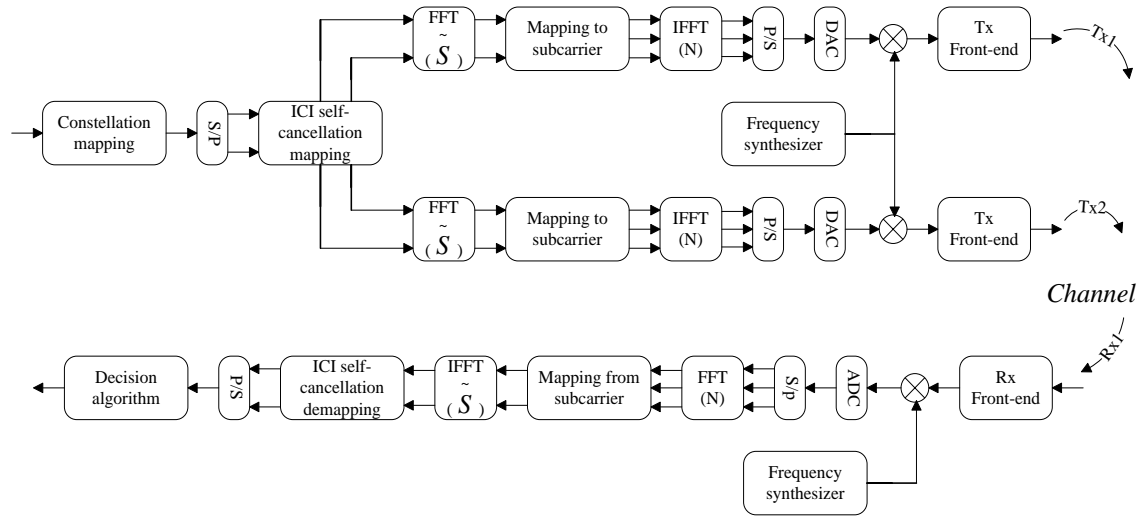 FFT
~
( S )
Mapping to
subcarrier
IFFT
(N)
P/S
DAC
Tx
Front-end
Tx1
Constellation
mapping
S/P
ICI self-
cancellation
mapping
Frequency
synthesizer
FFT
~
( S )
Mapping to
subcarrier
IFFT
(N)
P/S
DAC
Tx
Front-end
Tx2
Channel
Decision
algorithm
P/S
ICI self-
cancellation
demapping
IFFT
~
( S )
Mapping from
subcarrier
FFT
(N)
S/p
ADC
Rx
Front-end
Rx1
Frequency
synthesizer